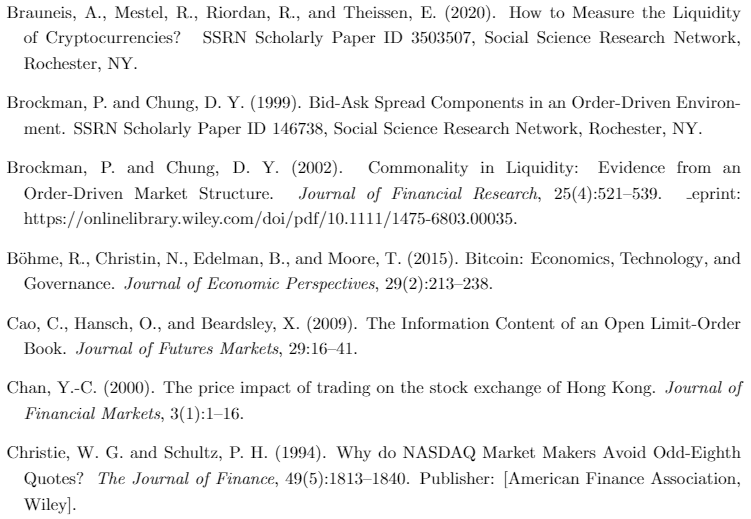 Brauneis, A., Mestel, R., Riordan, R., and Theissen, E. (2020). How to Measure the Liquidity
of Cryptocurrencies? SSRN Scholarly Paper ID 3503507, Social Science Research Network,
Rochester, NY.
Brockman, P. and Chung, D. Y. (1999). Bid-Ask Spread Components in an Order-Driven Environ-
ment. SSRN Scholarly Paper ID 146738, Social Science Research Network, Rochester, NY.
Brockman, P. and Chung, D. Y. (2002). Commonality in Liquidity: Evidence from an
Order-Driven Market Structure. Journal of Financial Research, 25(4):521–539. _eprint:
https://onlinelibrary.wiley.com/doi/pdf/10.1111/1475-6803.00035.
Böhme, R., Christin, N., Edelman, B., and Moore, T. (2015). Bitcoin: Economics, Technology, and
Governance. Journal of Economic Perspectives, 29(2):213–238.
Cao, C., Hansch, O., and Beardsley, X. (2009). The Information Content of an Open Limit-Order
Book. Journal of Futures Markets, 29:16–41.
Chan, Y.-C. (2000). The price impact of trading on the stock exchange of Hong Kong. Journal of
Financial Markets, 3(1):1–16.
Christie, W. G. and Schultz, P. H. (1994). Why do NASDAQ Market Makers Avoid Odd-Eighth
Quotes? The Journal of Finance, 49(5):1813–1840. Publisher: [American Finance Association,
Wiley].